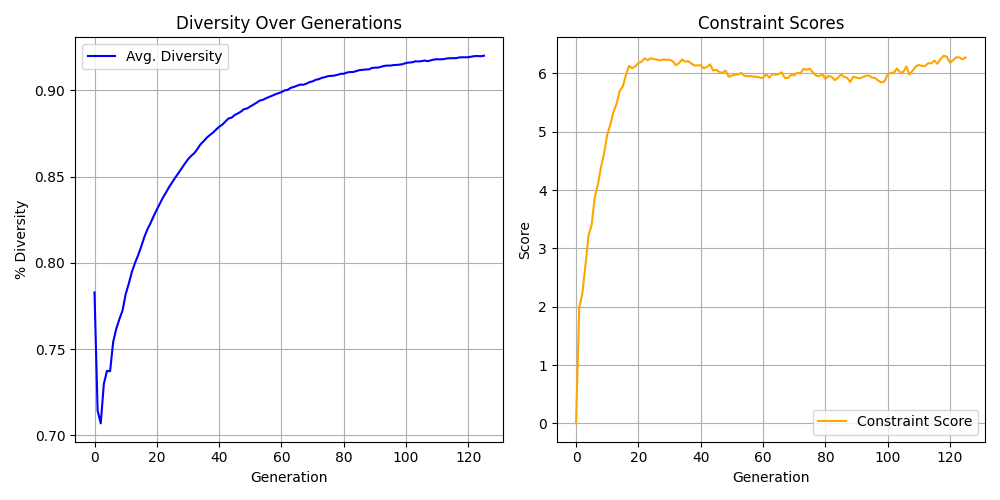 Diversity Over Generations
Avg. Diversity
% Diversity
0.90
0.85
0.80
0.75
0.70
0 20 40 60 80 100 120
Generation
Constraint Scores
Score
6
5
4
3
2
1
0
Constraint Score
0 20 40 60 80 100 120
Generation